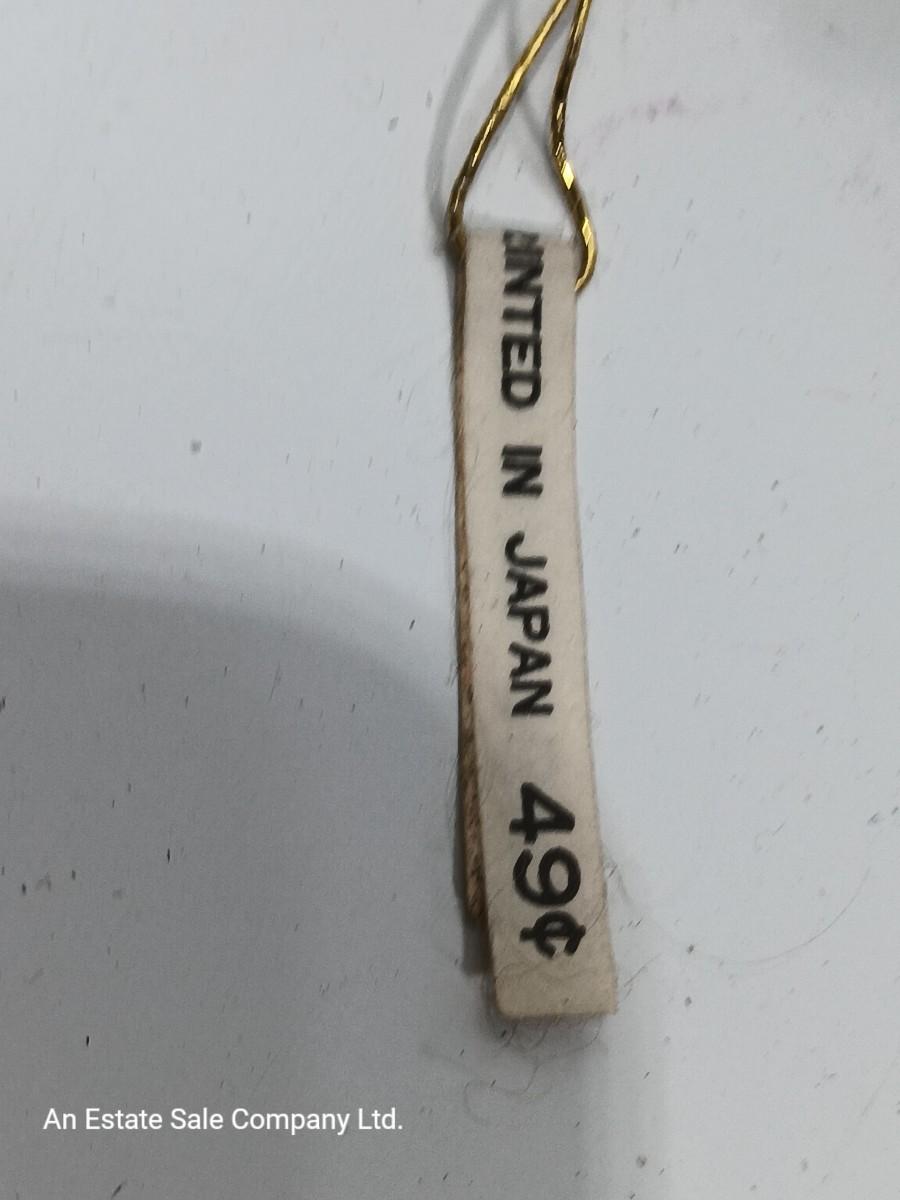 INTED IN JAPAN 49¢
An Estate Sale Company Ltd.